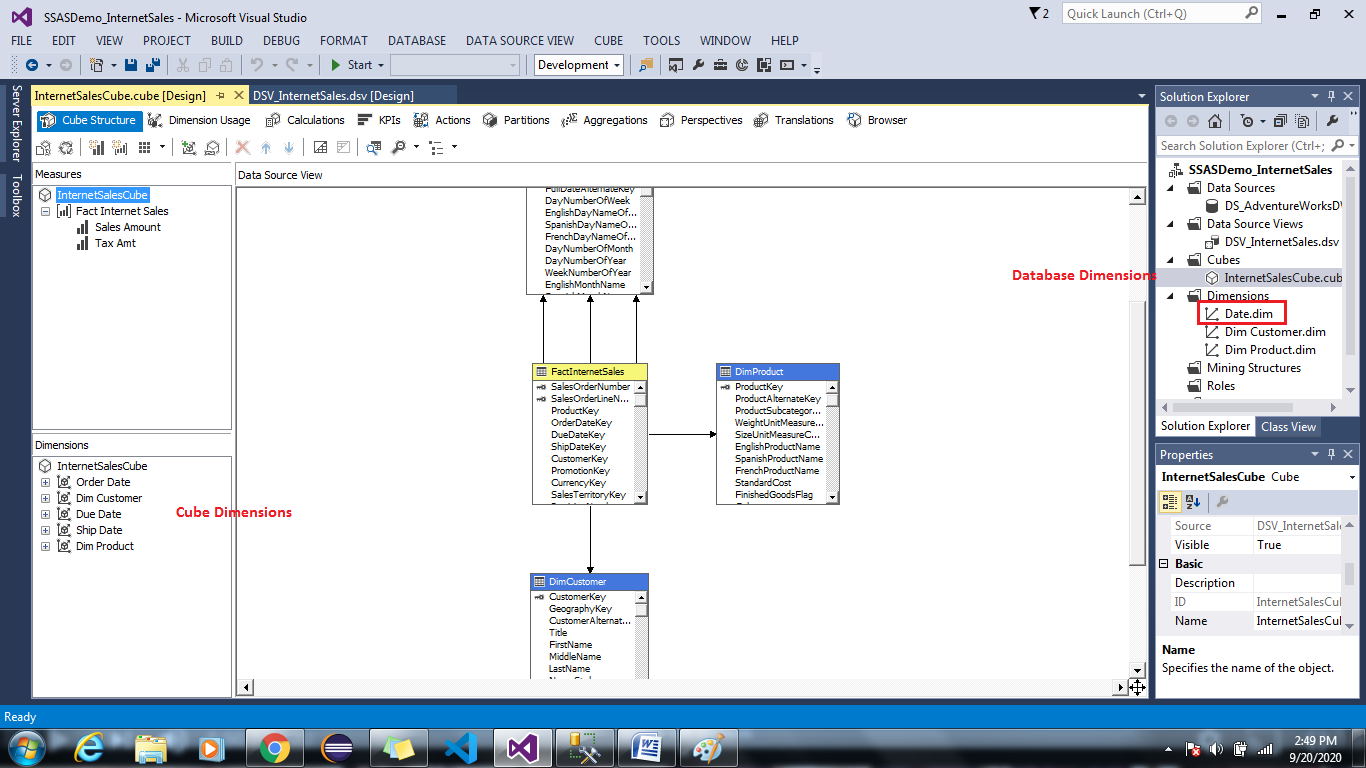 SSASDemo_InternetSales - Microsoft Visual Studio
2
Quick Launch (Ctrl+Q)
FILE EDIT VIEW PROJECT BUILD DEBUG FORMAT DATABASE DATA SOURCE VIEW CUBE TOOLS WINDOW HELP
Start
Development
Server Explorer
Toolbox
InternetSalesCube.cube [Design]
DSV_InternetSales.dsv [Design]
Cube Structure
Dimension Usage
Calculations
KPIs
Actions
Partitions
Aggregations
Perspectives
Translations
Browser
Measures
InternetSalesCube
Fact Internet Sales
Sales Amount
Tax Amt
Dimensions
InternetSalesCube
Order Date
Dim Customer
Due Date
Ship Date
Dim Product
Cube Dimensions
Data Source View
FullDateAlternateKey
DayNumberOfWeek
EnglishDayNameOf...
SpanishDayNameO...
FrenchDayNameOf...
DayNumberOfMonth
DayNumberOfYear
WeekNumberOfYear
EnglishMonthName
FactInternetSales
SalesOrderNumber
SalesOrderLineN...
ProductKey
OrderDateKey
DueDateKey
ShipDateKey
CustomerKey
PromotionKey
CurrencyKey
SalesTerritoryKey
DimProduct
ProductKey
ProductAlternateKey
ProductSubcategor...
WeightUnitMeasure...
SizeUnitMeasureC...
EnglishProductName
SpanishProductName
FrenchProductName
StandardCost
FinishedGoodsFlag
DimCustomer
CustomerKey
GeographyKey
CustomerAlternat...
Title
FirstName
MiddleName
LastName
Database Dimensions
Solution Explorer
Search Solution Explorer (Ctrl+;
SSASDemo_InternetSales
Data Sources
DS_AdventureWorksD
Data Source Views
DSV_InternetSales.dsv
Cubes
InternetSalesCube.cub
Dimensions
Date.dim
Dim Customer.dim
Dim Product.dim
Mining Structures
Roles
Solution Explorer
Class View
Properties
InternetSalesCube Cube
Source DSV_InternetSal
Visible True
Basic
Description
ID InternetSalesCul
Name InternetSalesCul
Name
Specifies the name of the object.
Ready
2:49 PM
9/20/2020